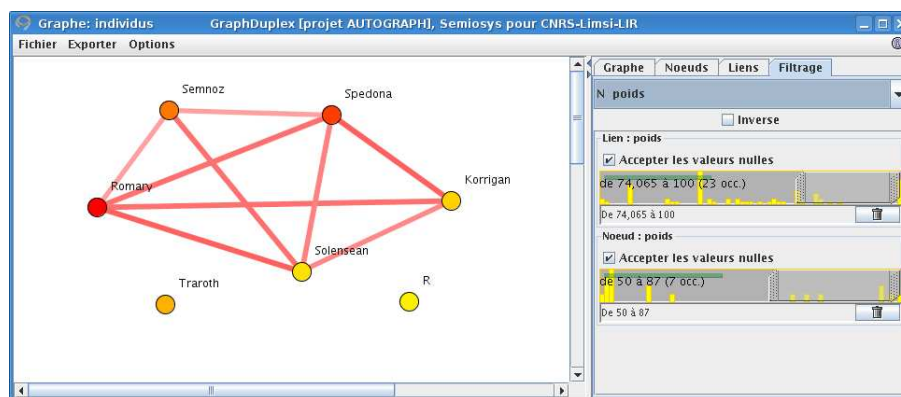 Graphe: individus GraphDuplex [projet AUTOGRAPH], Semiosys pour CNRS-Limsi-LIR
Fichier Exporter Options
Semnoz
Spedona
Romary
Korrigan
Solensean
Traroth
R
Graphe Noeuds Liens Filtrage
N poids
Inverse
Lien : poids
Accepter les valeurs nulles
de 74,065 à 100 (23 occ.)
De 74,065 à 100
Noeud : poids
Accepter les valeurs nulles
de 50 à 87 (7 occ.)
De 50 à 87